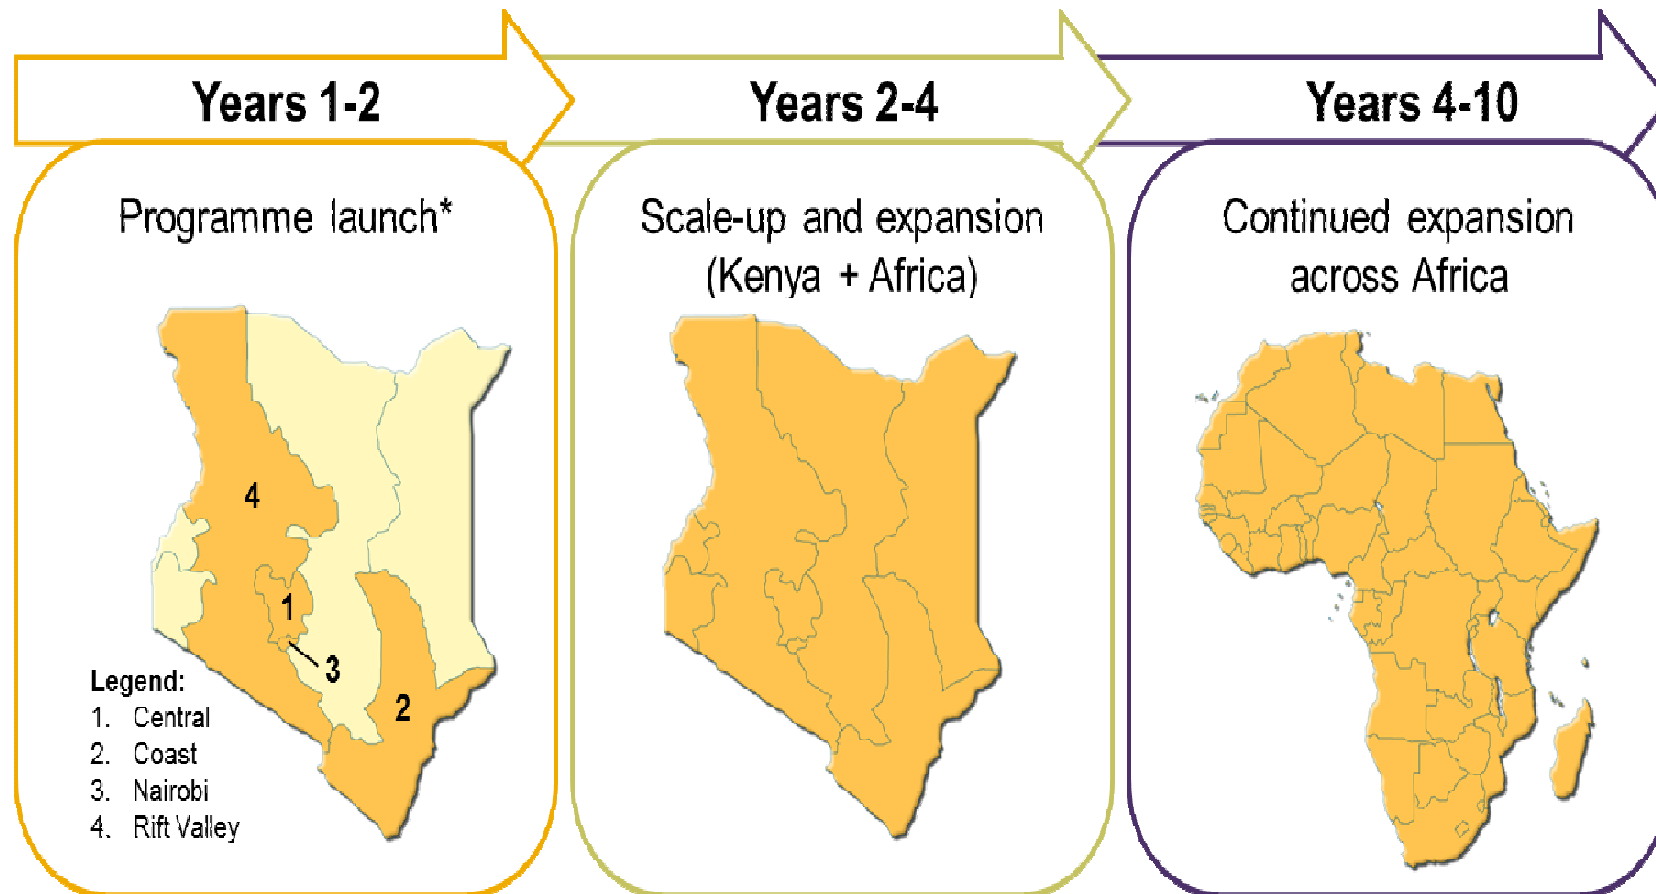 Years 1-2
Years 2-4
Years 4-10
Programme launch*
4
1
3
2
Legend:
1. Central
2. Coast
3. Nairobi
4. Rift Valley
Scale-up and expansion
(Kenya + Africa)
Continued expansion
across Africa